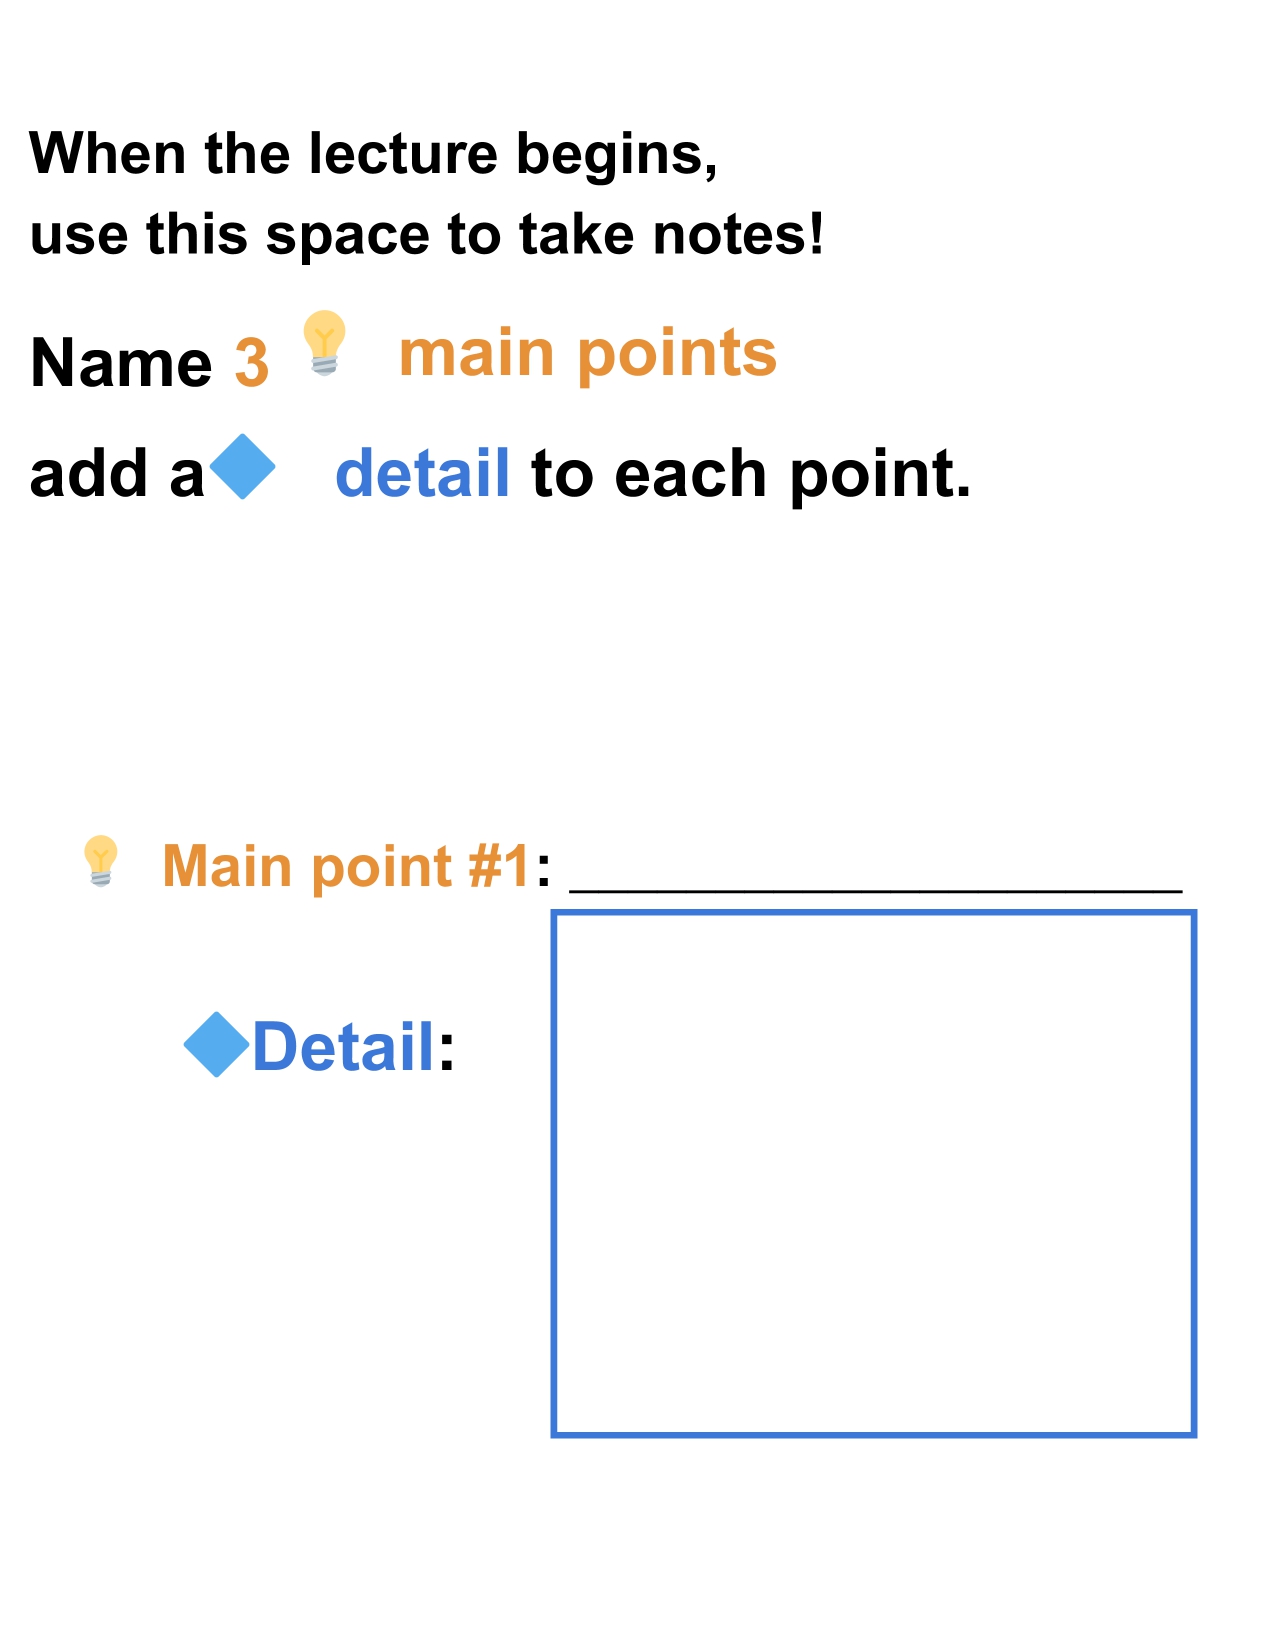 When the lecture begins,
use this space to take notes!
Name 3 💡 main points
add a🔷 detail to each point.
💡 Main point #1: _____________________
🔷Detail: